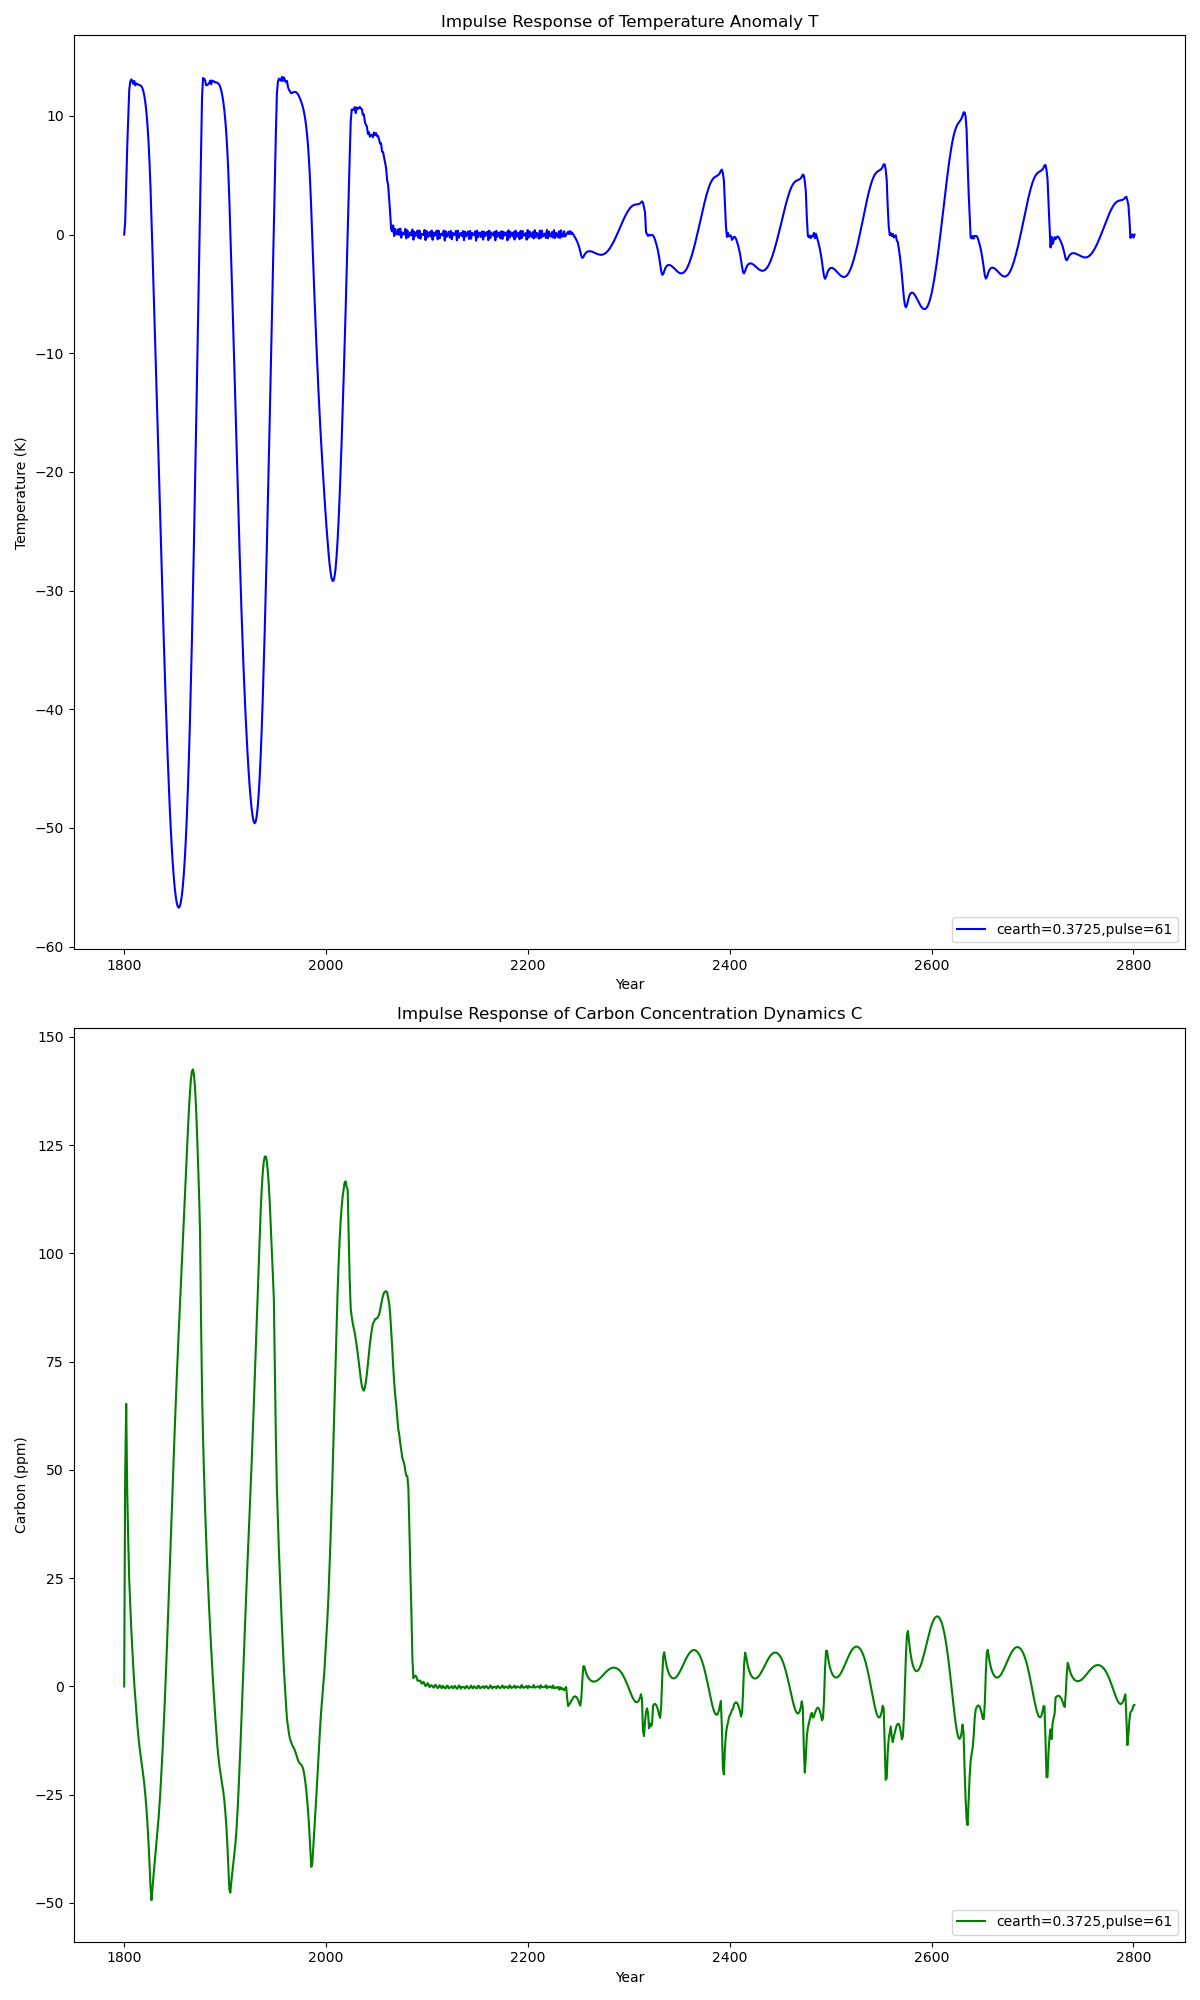 Impulse Response of Temperature Anomaly T
10
0
−10
−20
−30
−40
−50
−60
Temperature (K)
cearth=0.3725,pulse=61
1800 2000 2200 2400 2600 2800
Year
Impulse Response of Carbon Concentration Dynamics C
150
125
100
75
50
25
0
−25
−50
Carbon (ppm)
cearth=0.3725,pulse=61
1800 2000 2200 2400 2600 2800
Year